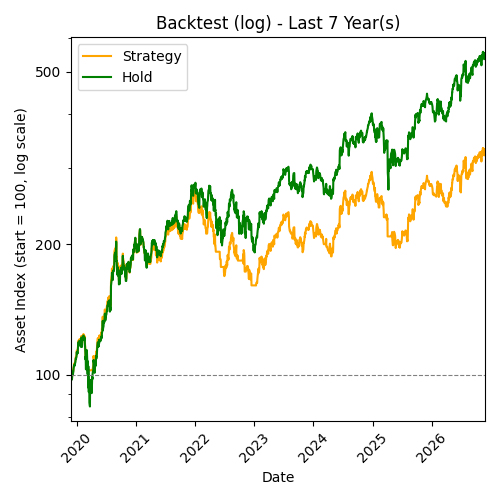 Backtest (log) - Last 7 Year(s)
Strategy
Hold
Asset Index (start = 100, log scale)
500
200
100
2020
2021
2022
2023
2024
2025
2026
Date